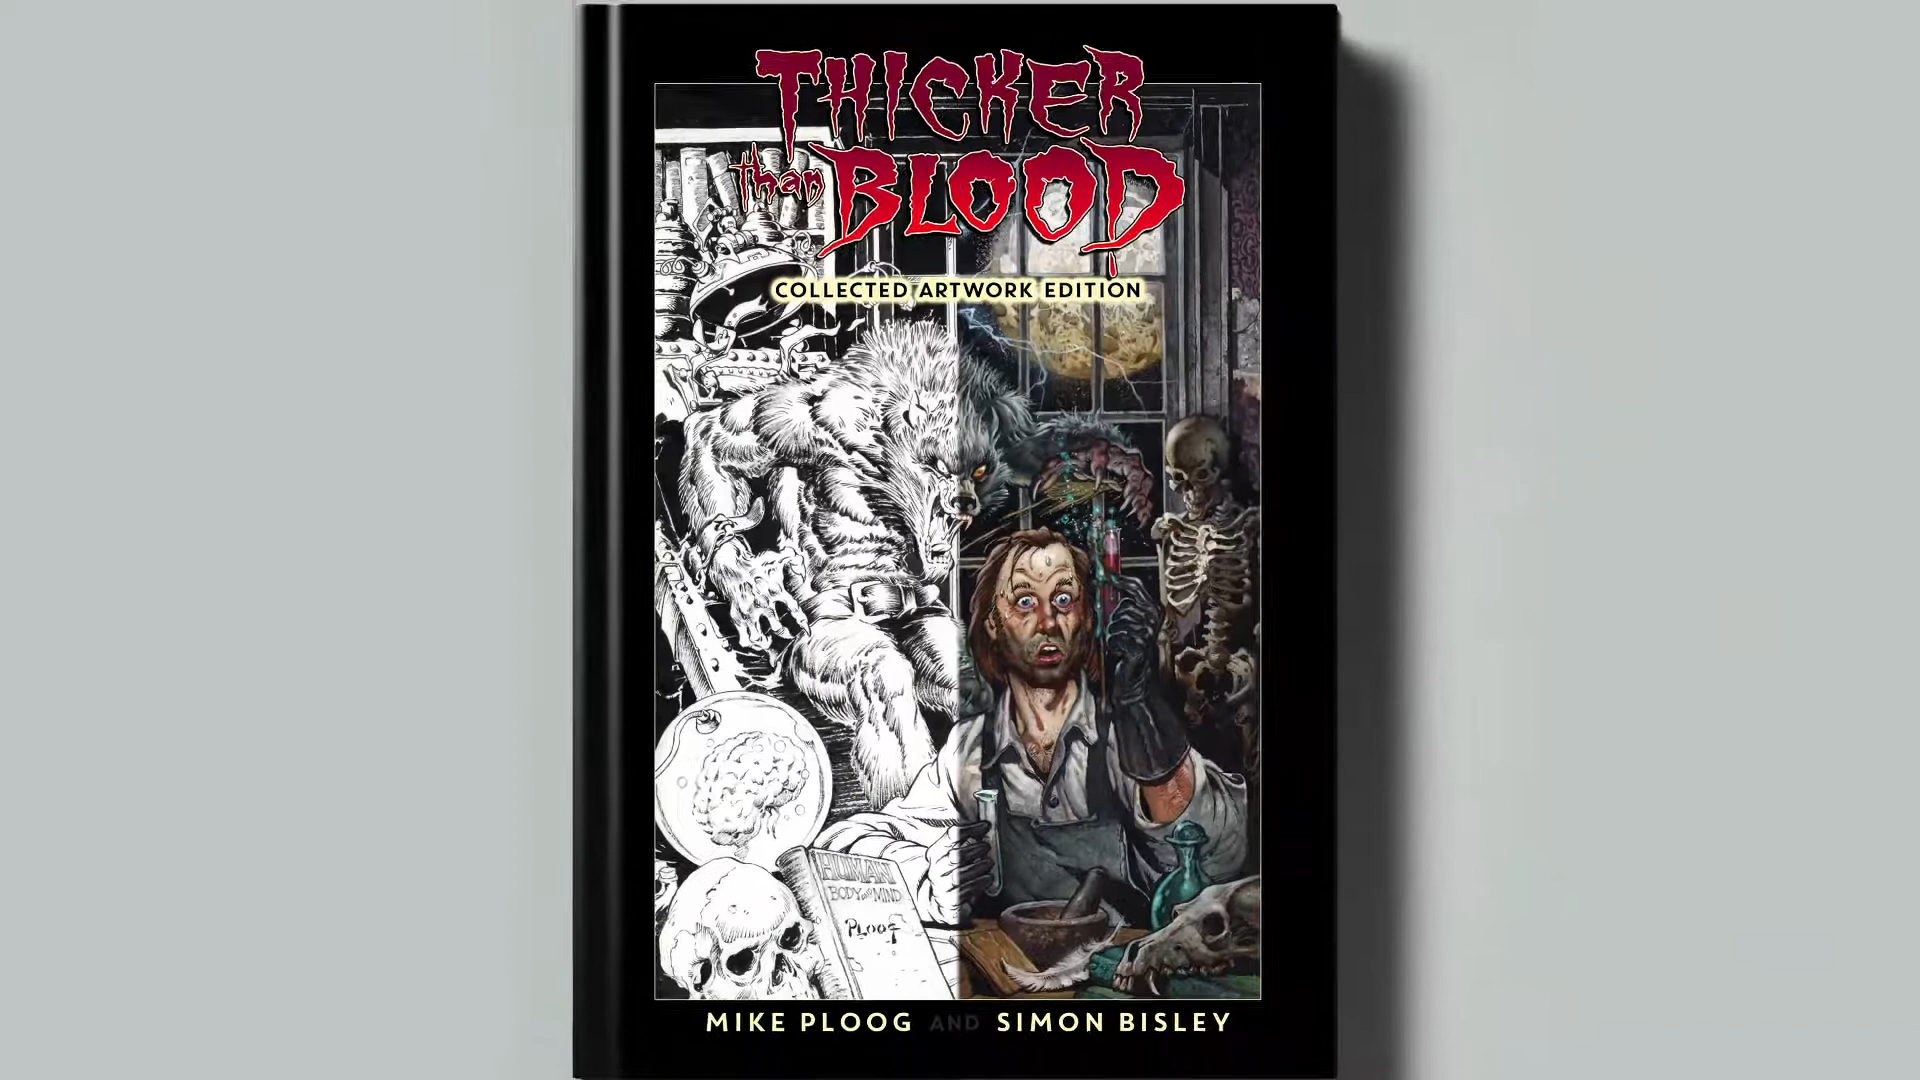 THICKER
than BLOOD
COLLECTED ARTWORK EDITION
HUMAN
BODY AND MIND
PLOOG
MIKE PLOOG AND SIMON BISLEY